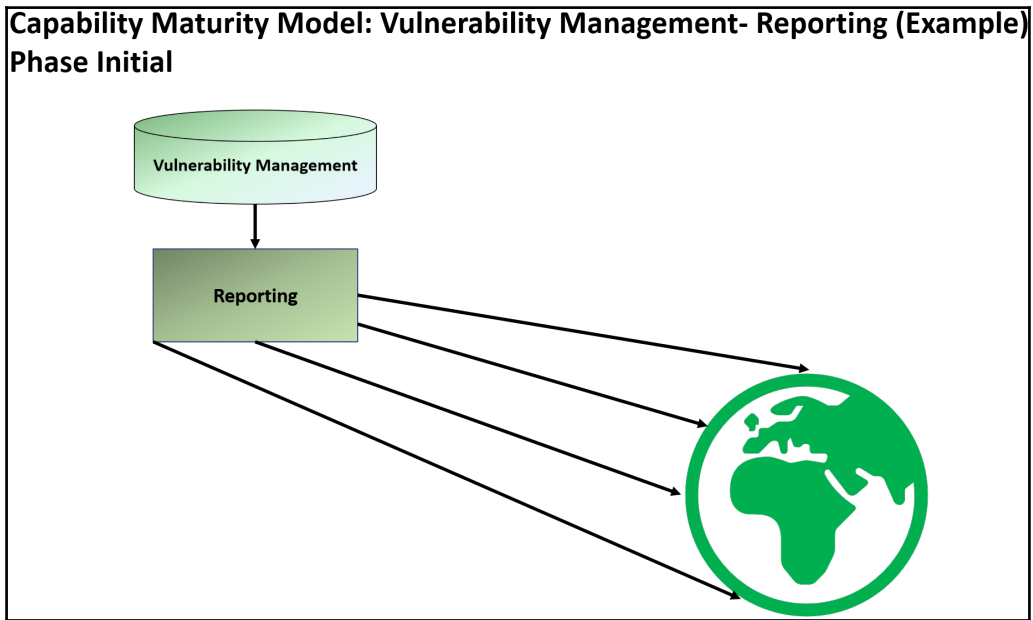 Capability Maturity Model: Vulnerability Management- Reporting (Example)
Phase Initial
Vulnerability Management
Reporting